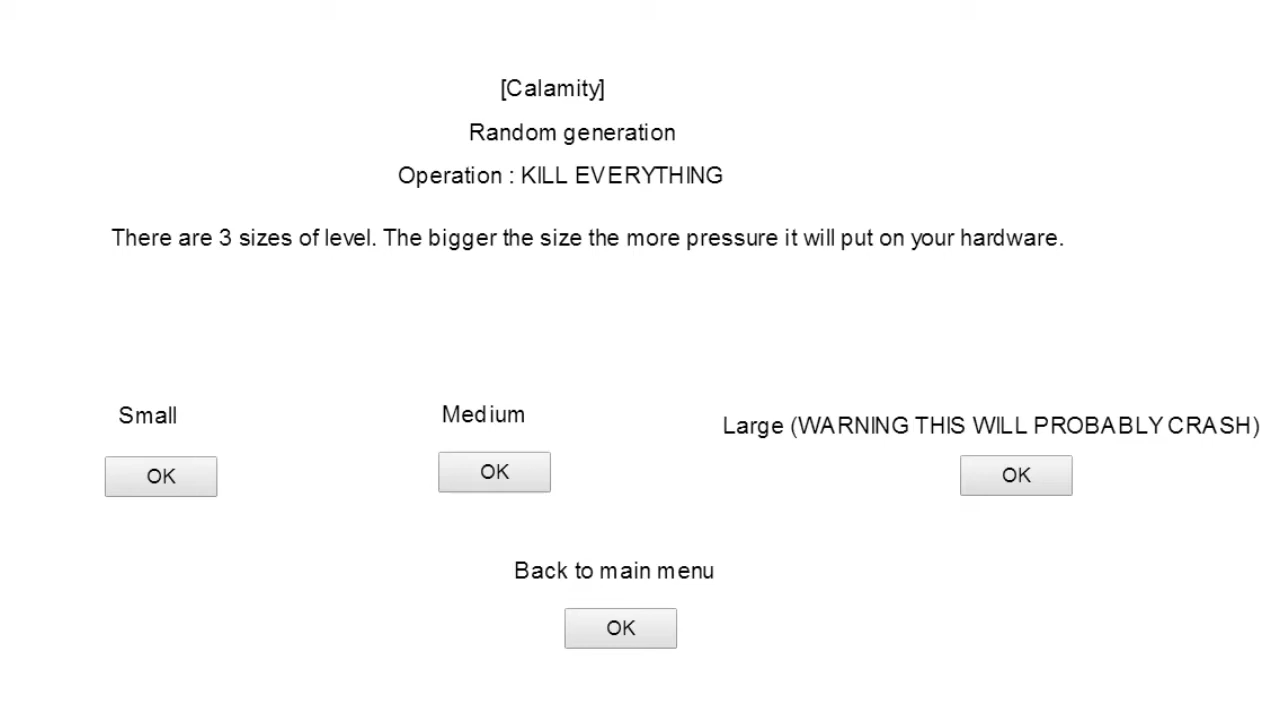 [Calamity]
Random generation
Operation : KILL EVERYTHING
There are 3 sizes of level. The bigger the size the more pressure it will put on your hardware.
Small
Medium
Large (WARNING THIS WILL PROBABLY CRASH)
OK
OK
OK
Back to main menu
OK